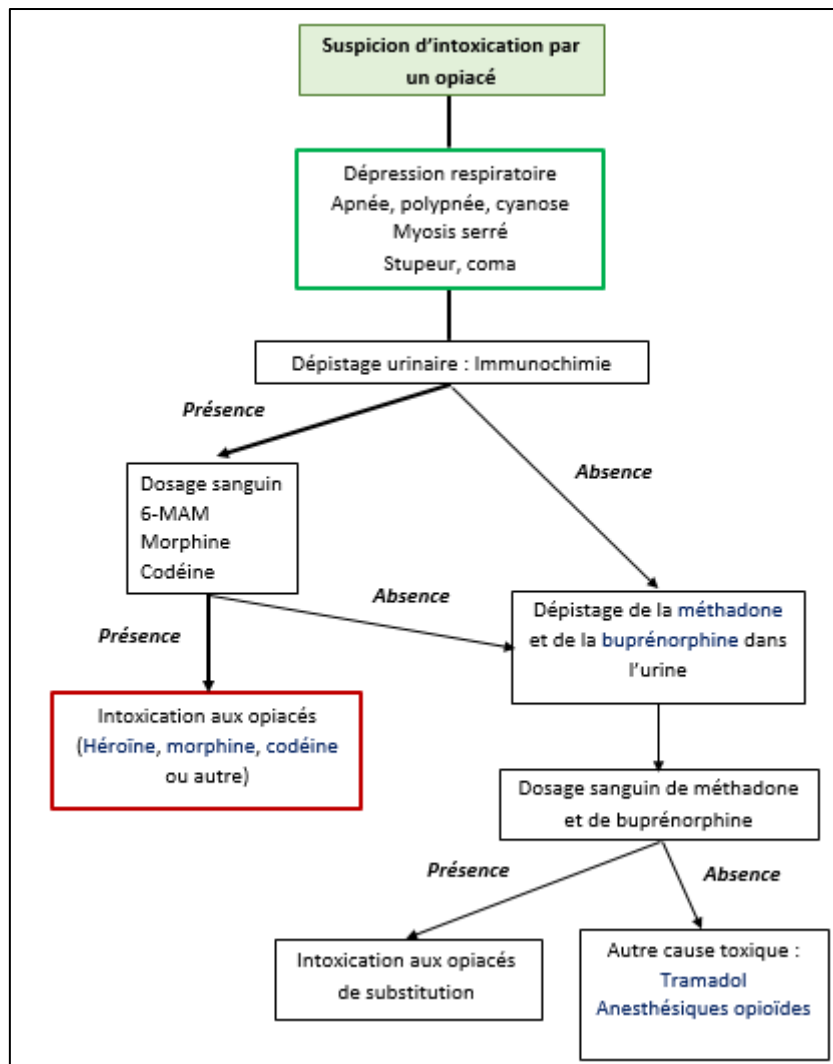 Suspicion d'intoxication par
un opiacé
Dépression respiratoire
Apnée, polypnée, cyanose
Myosis serré
Stupeur, coma
Dépistage urinaire : Immunochimie
Présence
Absence
Dosage sanguin
6-MAM
Morphine
Codéine
Absence
Présence
Dépistage de la méthadone
et de la buprénorphine dans
l'urine
Intoxication aux opiacés
(Héroïne, morphine, codéine
ou autre)
Dosage sanguin de méthadone
et de buprénorphine
Présence
Absence
Intoxication aux opiacés
de substitution
Autre cause toxique :
Tramadol
Anesthésiques opioïdes